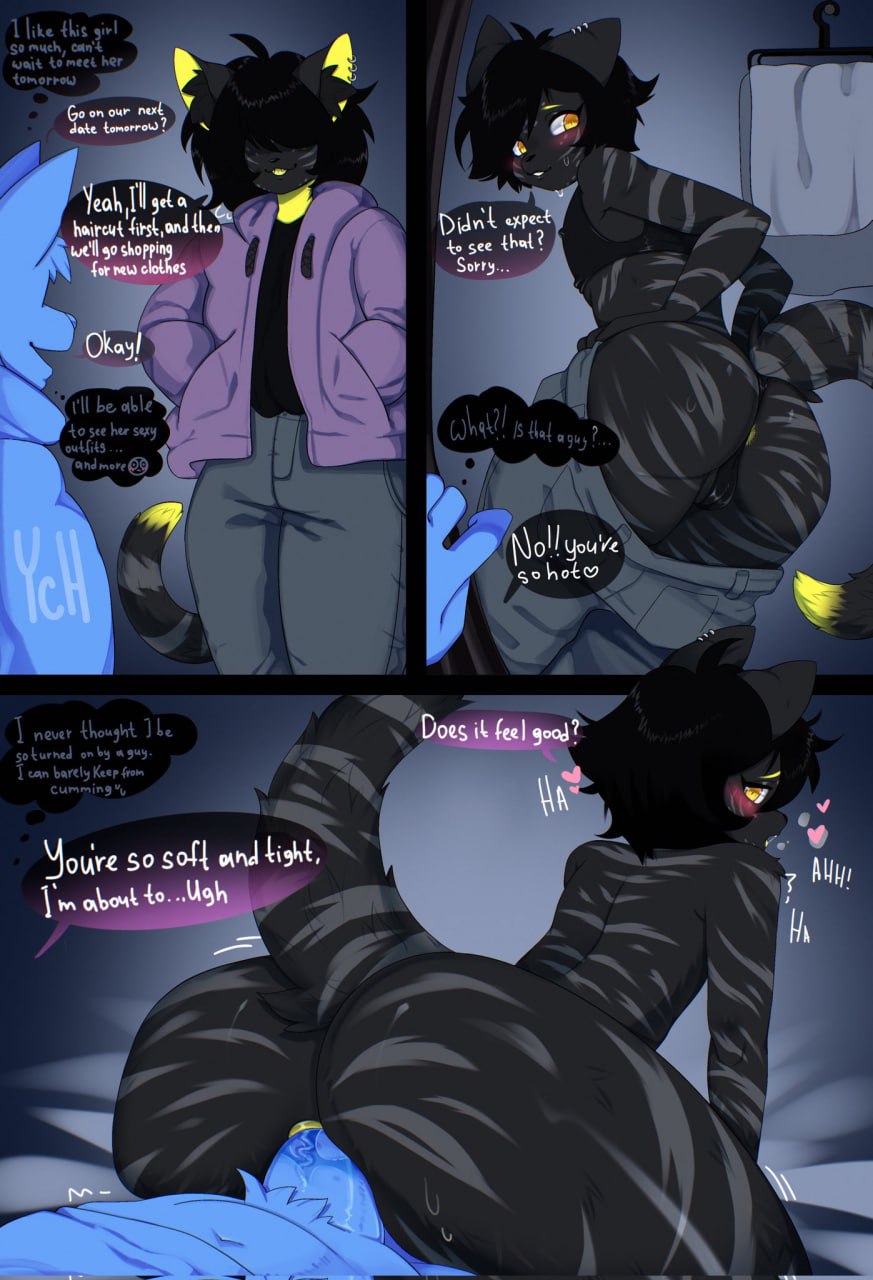 I like this girl
so much, can't
wait to meet her
tomorrow
Go on our next
date tomorrow?
Yeah, I'll get a
haircut first, and then
we'll go shopping
for new clothes
Okay!
I'll be able
to see her sexy
outfits...
and more
YcH
Didn't expect
to see that?
Sorry...
What?! Is that a guy?...
No!! you're
so hot♡
I never thought I be
so turned on by a guy.
I can barely keep from
cumming
Does it feel good?
HA
You're so soft and tight,
I'm about to...Ugh
AHH!
HA